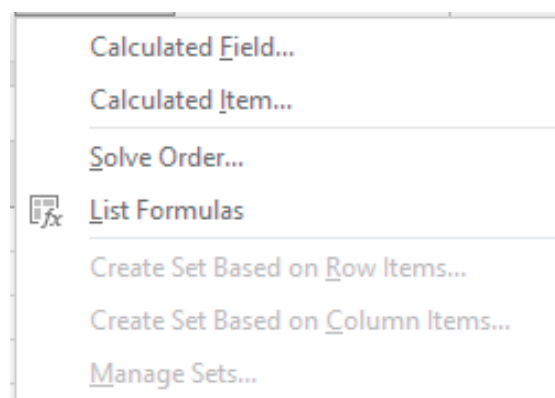 Calculated Field...
Calculated Item...
Solve Order...
fx List Formulas
Create Set Based on Row Items...
Create Set Based on Column Items...
Manage Sets...